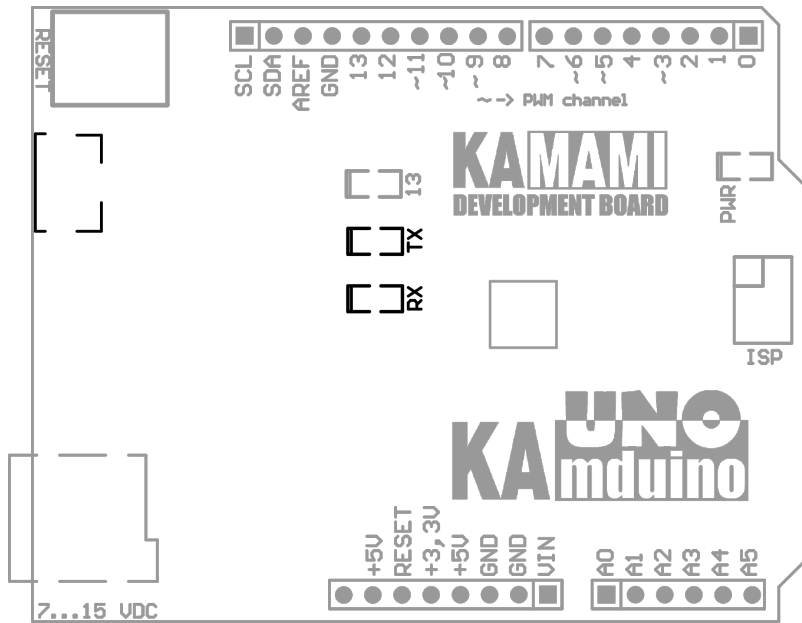 RESET
SCL
SDA
AREF
GND
13
12
~11
~10
~9
8
7
~6
~5
4
~3
2
1
0
~-> PWM channel
KAMAMI
DEVELOPMENT BOARD
13
TX
RX
PWR
ISP
KA UNO
mduino
+5V
RESET
+3,3V
+5V
GND
GND
VIN
A0
A1
A2
A3
A4
A5
7...15 VDC